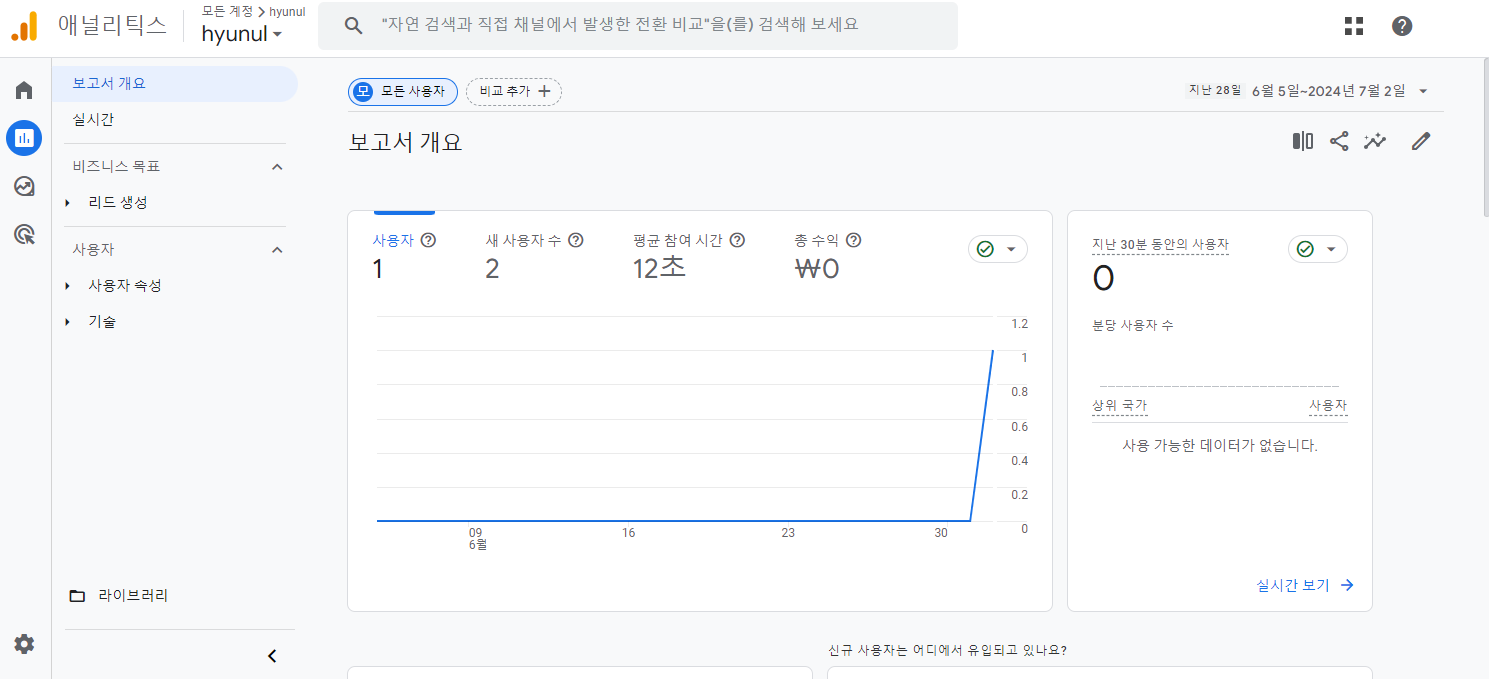 애널리틱스
모든 계정 > hyunul
hyunul
"자연 검색과 직접 채널에서 발생한 전환 비교"을(를) 검색해 보세요
보고서 개요
실시간
비즈니스 목표
리드 생성
사용자
사용자 속성
기술
라이브러리
모 모든 사용자
비교 추가 +
지난 28일 6월 5일~2024년 7월 2일
보고서 개요
사용자
1
새 사용자 수
2
평균 참여 시간
12초
총 수익
₩0
1.2
1
0.8
0.6
0.4
0.2
0
09
6월
16
23
30
지난 30분 동안의 사용자
0
분당 사용자 수
상위 국가 사용자
사용 가능한 데이터가 없습니다.
실시간 보기 →
신규 사용자는 어디에서 유입되고 있나요?